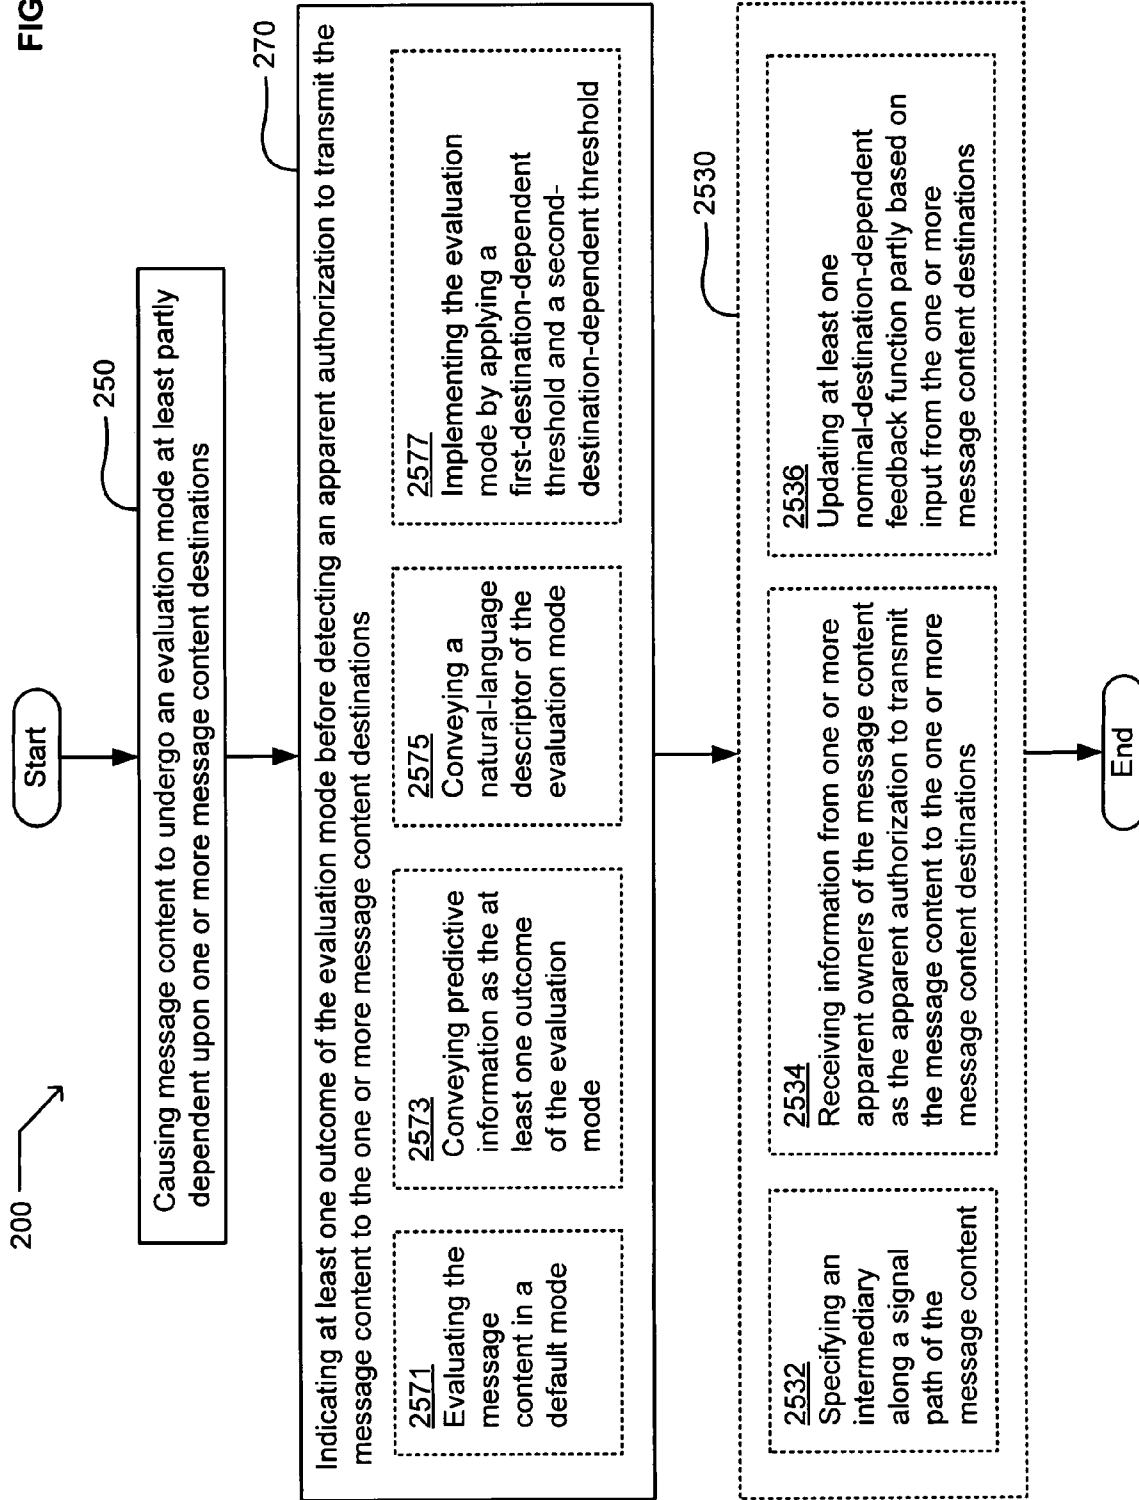 FIG
200
Start
250
Causing message content to undergo an evaluation mode at least partly
dependent upon one or more message content destinations
270
Indicating at least one outcome of the evaluation mode before detecting an apparent authorization to transmit the
message content to the one or more message content destinations
2571
Evaluating the
message
content in a
default mode
2573
Conveying predictive
information as the at
least one outcome
of the evaluation
mode
2575
Conveying a
natural-language
descriptor of the
evaluation mode
2577
Implementing the evaluation
mode by applying a
first-destination-dependent
threshold and a second-
destination-dependent threshold
2530
2532
Specifying an
intermediary
along a signal
path of the
message content
2534
Receiving information from one or more
apparent owners of the message content
as the apparent authorization to transmit
the message content to the one or more
message content destinations
2536
Updating at least one
nominal-destination-dependent
feedback function partly based on
input from the one or more
message content destinations
End